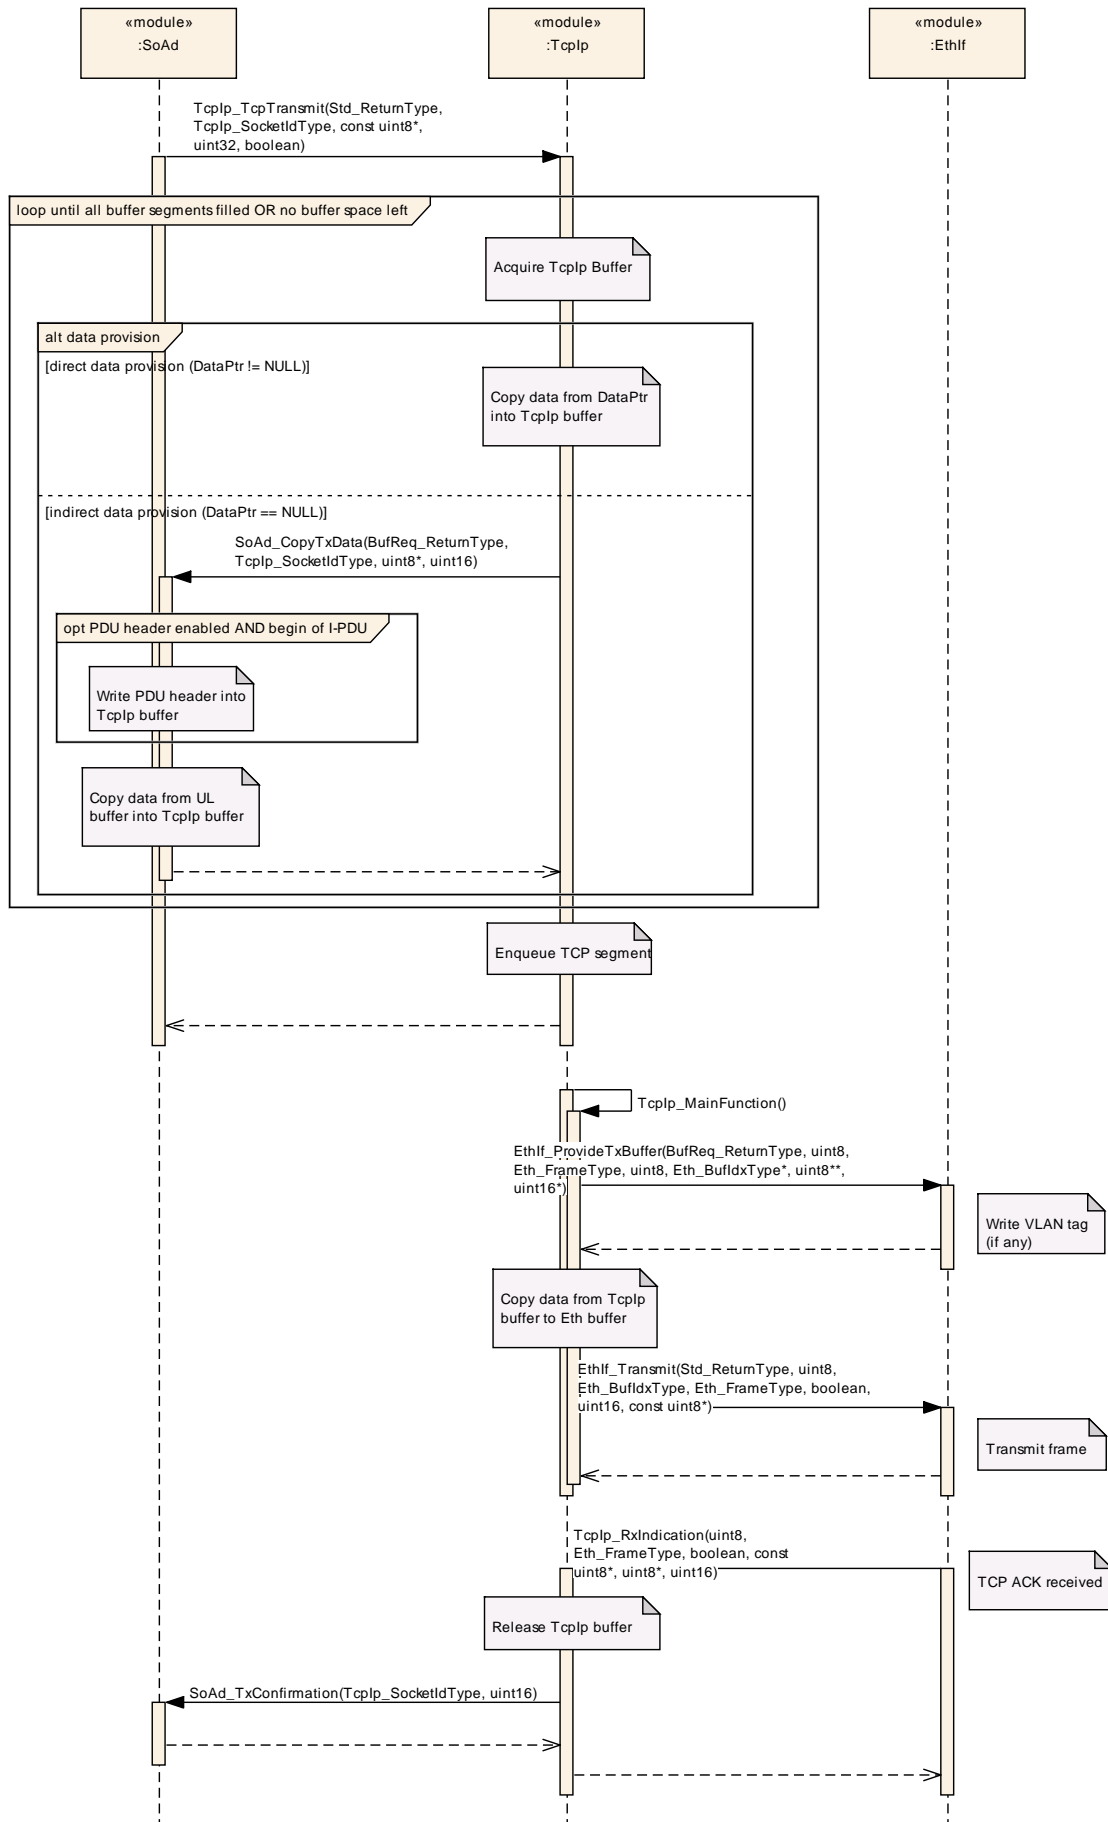 «module»
:SoAd
«module»
:TcpIp
«module»
:EthIf
TcpIp_TcpTransmit(Std_ReturnType,
TcpIp_SocketIdType, const uint8*,
uint32, boolean)
loop until all buffer segments filled OR no buffer space left
Acquire TcpIp Buffer
alt data provision
[direct data provision (DataPtr != NULL)]
Copy data from DataPtr
into TcpIp buffer
[indirect data provision (DataPtr == NULL)]
SoAd_CopyTxData(BufReq_ReturnType,
TcpIp_SocketIdType, uint8*, uint16)
opt PDU header enabled AND begin of I-PDU
Write PDU header into
TcpIp buffer
Copy data from UL
buffer into TcpIp buffer
Enqueue TCP segment
TcpIp_MainFunction()
EthIf_ProvideTxBuffer(BufReq_ReturnType, uint8,
Eth_FrameType, uint8, Eth_BufIdxType*, uint8**,
uint16*)
Write VLAN tag
(if any)
Copy data from TcpIp
buffer to Eth buffer
EthIf_Transmit(Std_ReturnType, uint8,
Eth_BufIdxType, Eth_FrameType, boolean,
uint16, const uint8*)
Transmit frame
TcpIp_RxIndication(uint8,
Eth_FrameType, boolean, const
uint8*, uint8*, uint16)
TCP ACK received
Release TcpIp buffer
SoAd_TxConfirmation(TcpIp_SocketIdType, uint16)